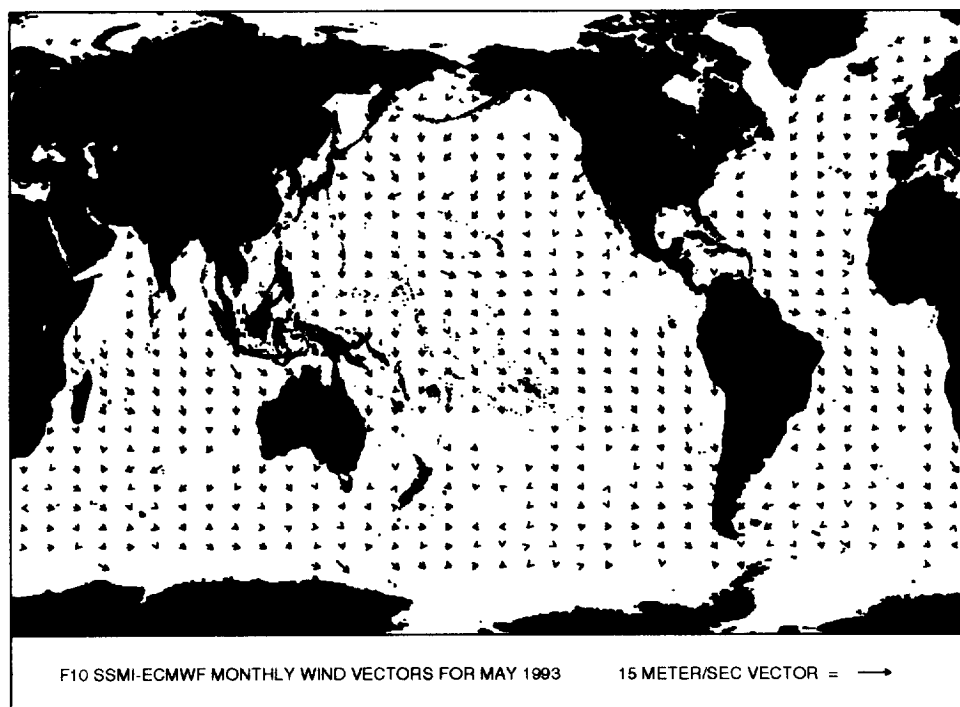 F10 SSMI-ECMWF MONTHLY WIND VECTORS FOR MAY 1993 15 METER/SEC VECTOR = →